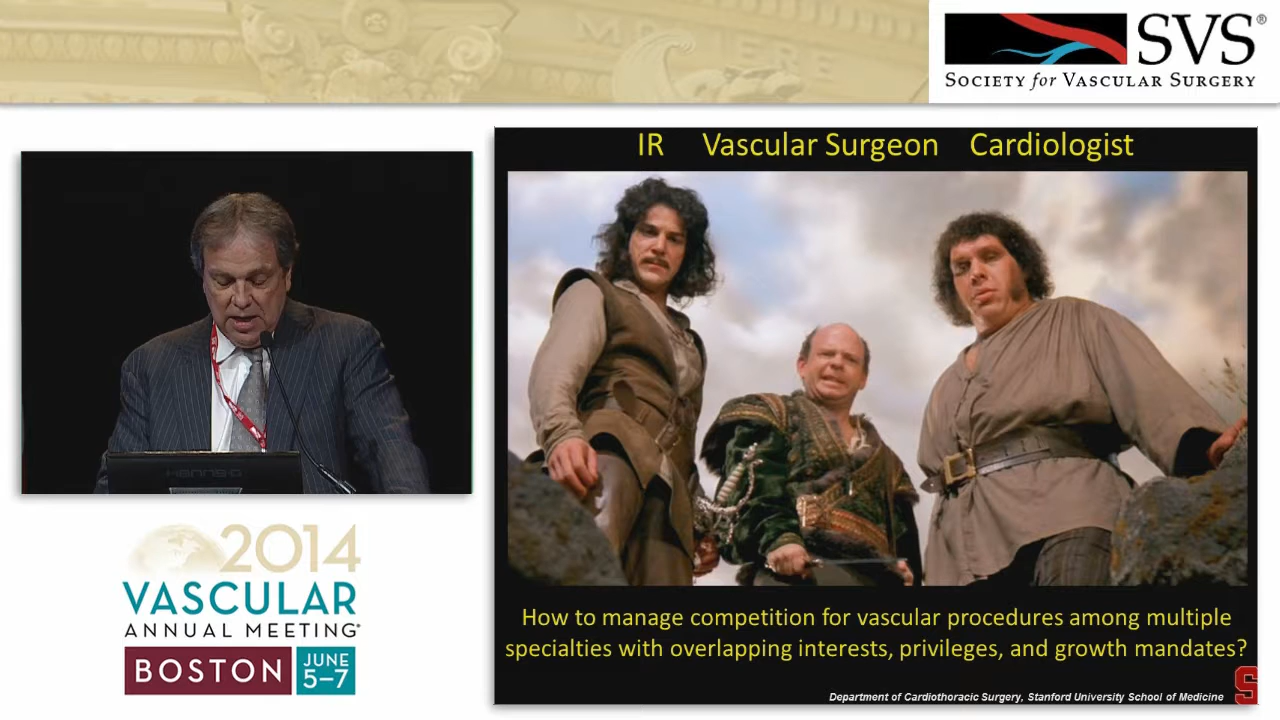 MOLIERE
SVS®
SOCIETY for VASCULAR SURGERY
IR Vascular Surgeon Cardiologist
2014
VASCULAR
ANNUAL MEETING®
BOSTON
JUNE
5–7
How to manage competition for vascular procedures among multiple
specialties with overlapping interests, privileges, and growth mandates?
Department of Cardiothoracic Surgery, Stanford University School of Medicine
S